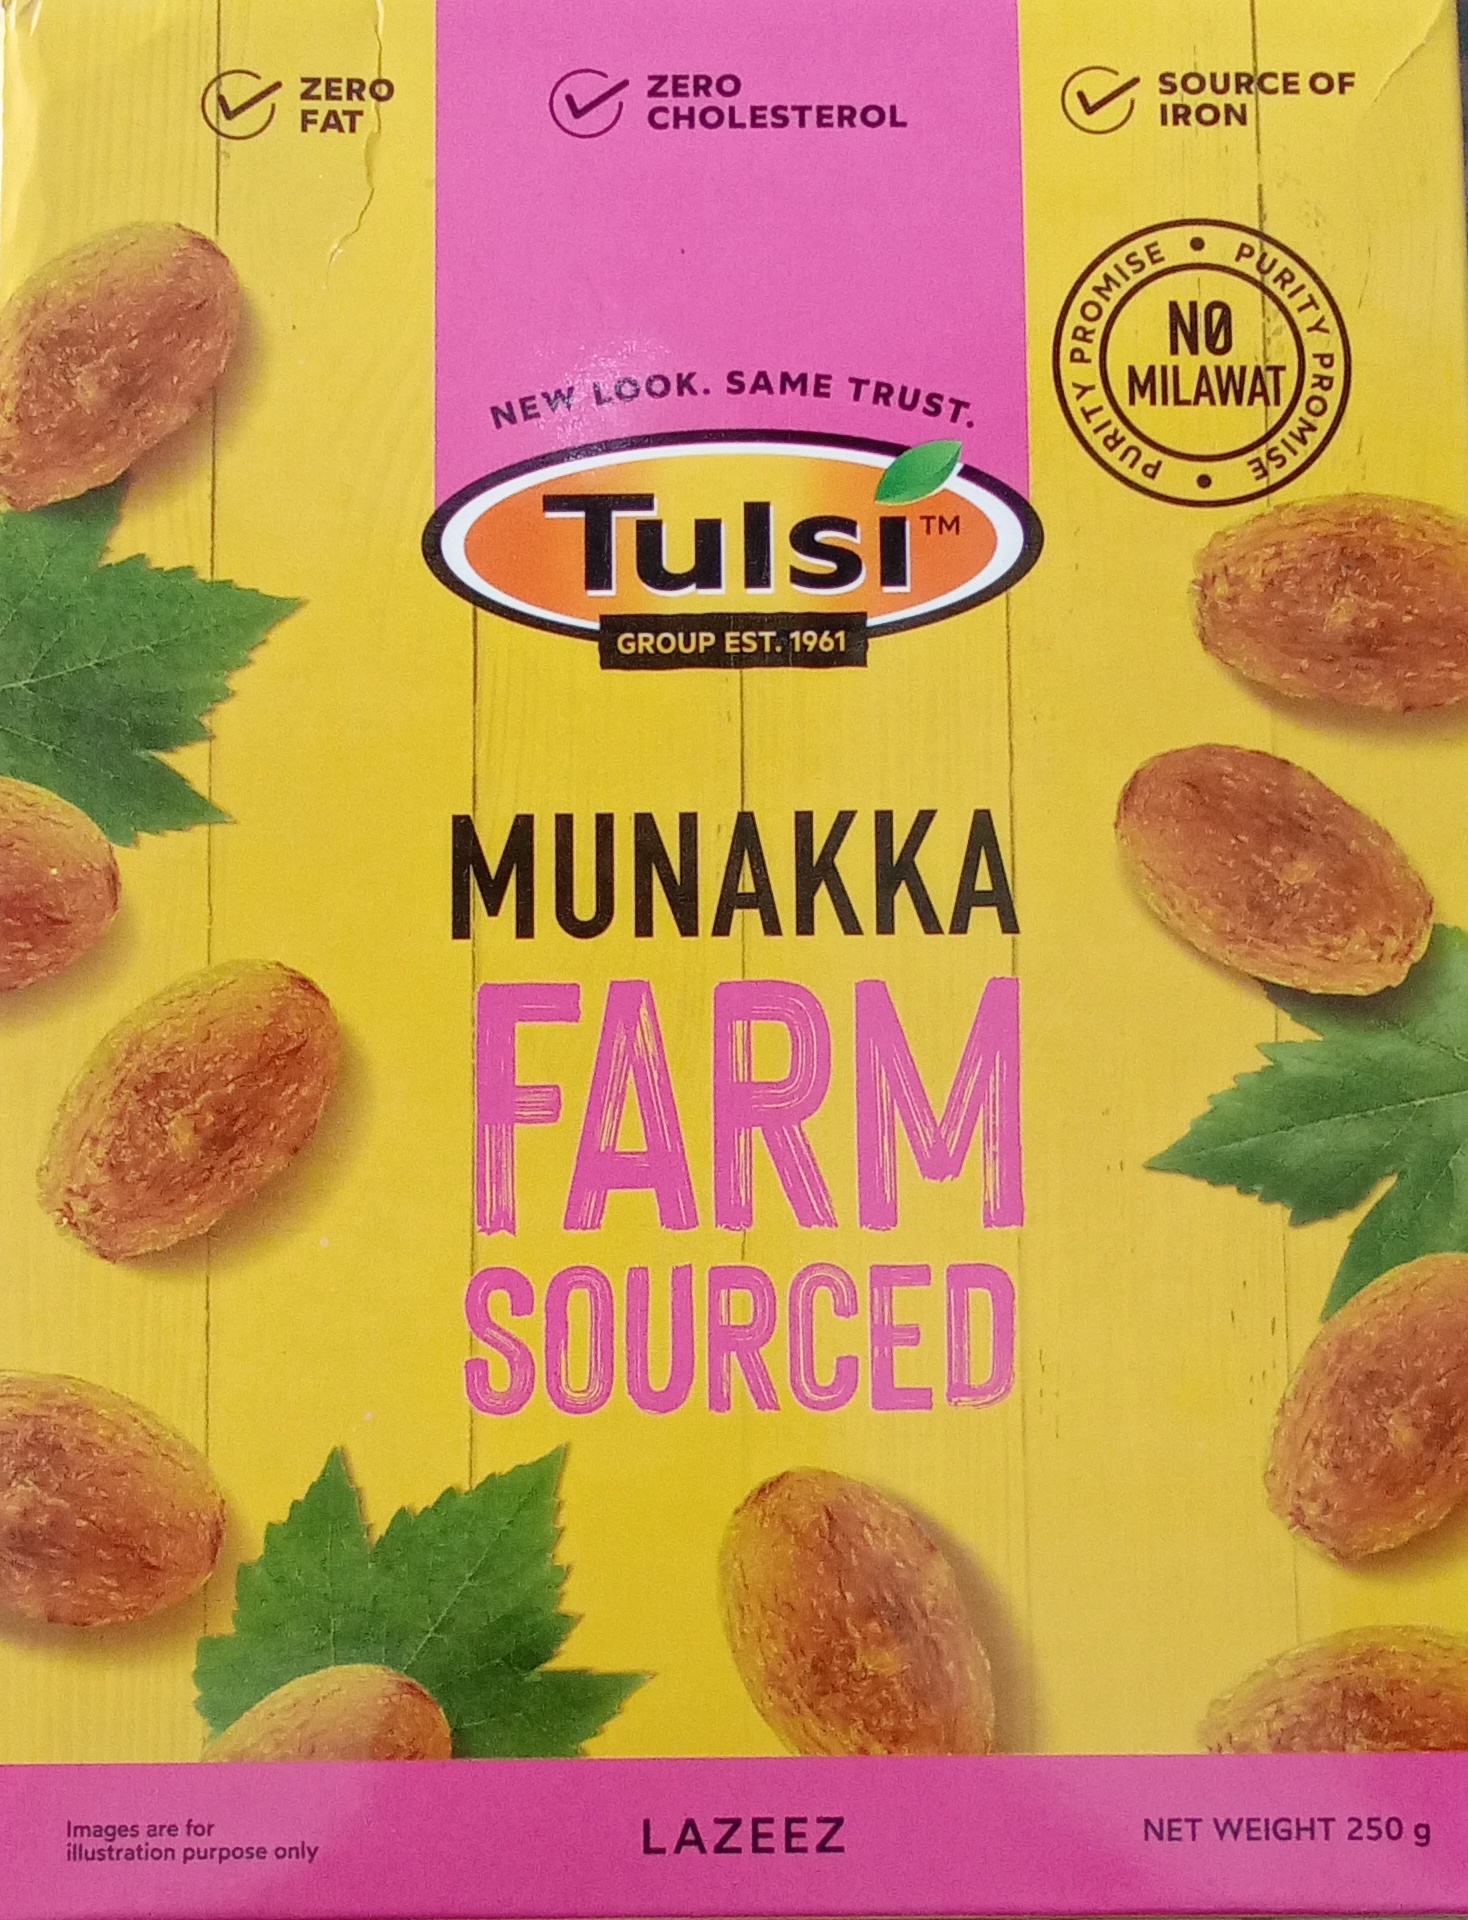 ZERO
FAT
ZERO
CHOLESTEROL
SOURCE OF
IRON
PURITY PROMISE • PURITY PROMISE •
NO
MILAWAT
NEW LOOK. SAME TRUST.
Tulsi™
GROUP EST. 1961
MUNAKKA
FARM
SOURCED
Images are for
illustration purpose only
LAZEEZ
NET WEIGHT 250 g